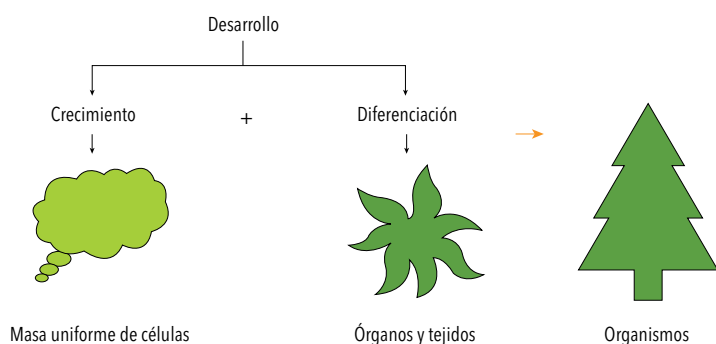 Desarrollo
Crecimiento
+
Diferenciación
Masa uniforme de células
Órganos y tejidos
Organismos